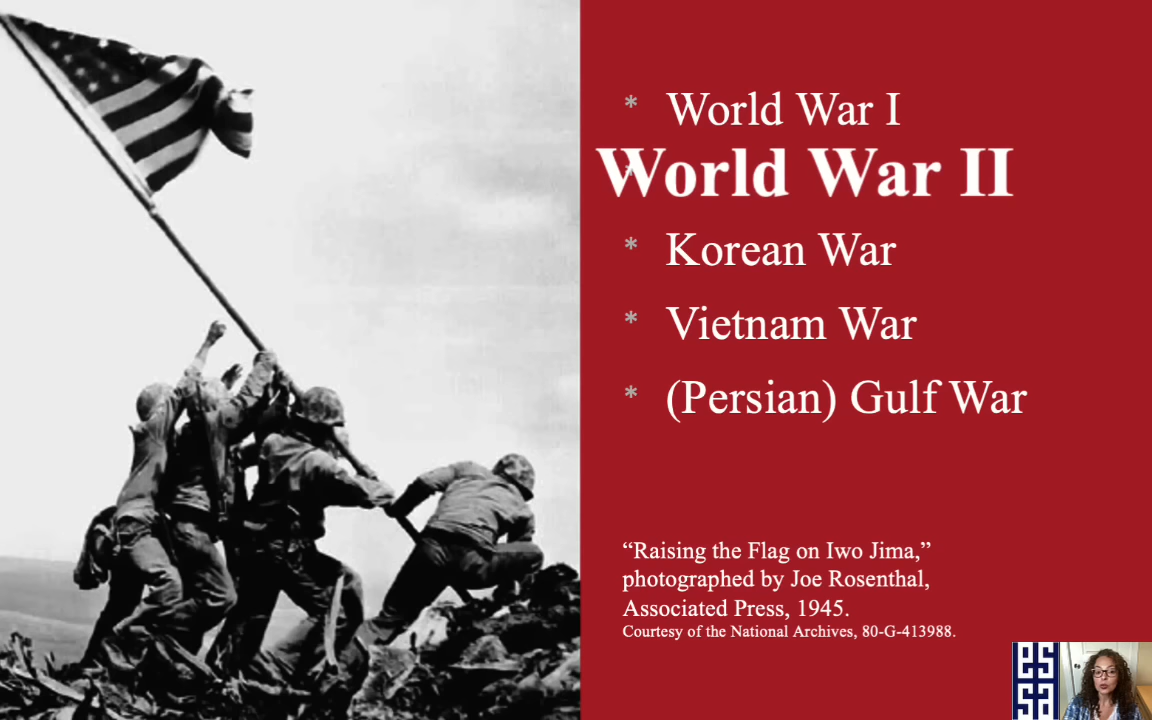 * World War I
* World War II
* Korean War
* Vietnam War
* (Persian) Gulf War
“Raising the Flag on Iwo Jima,”
photographed by Joe Rosenthal,
Associated Press, 1945.
Courtesy of the National Archives, 80-G-413988.